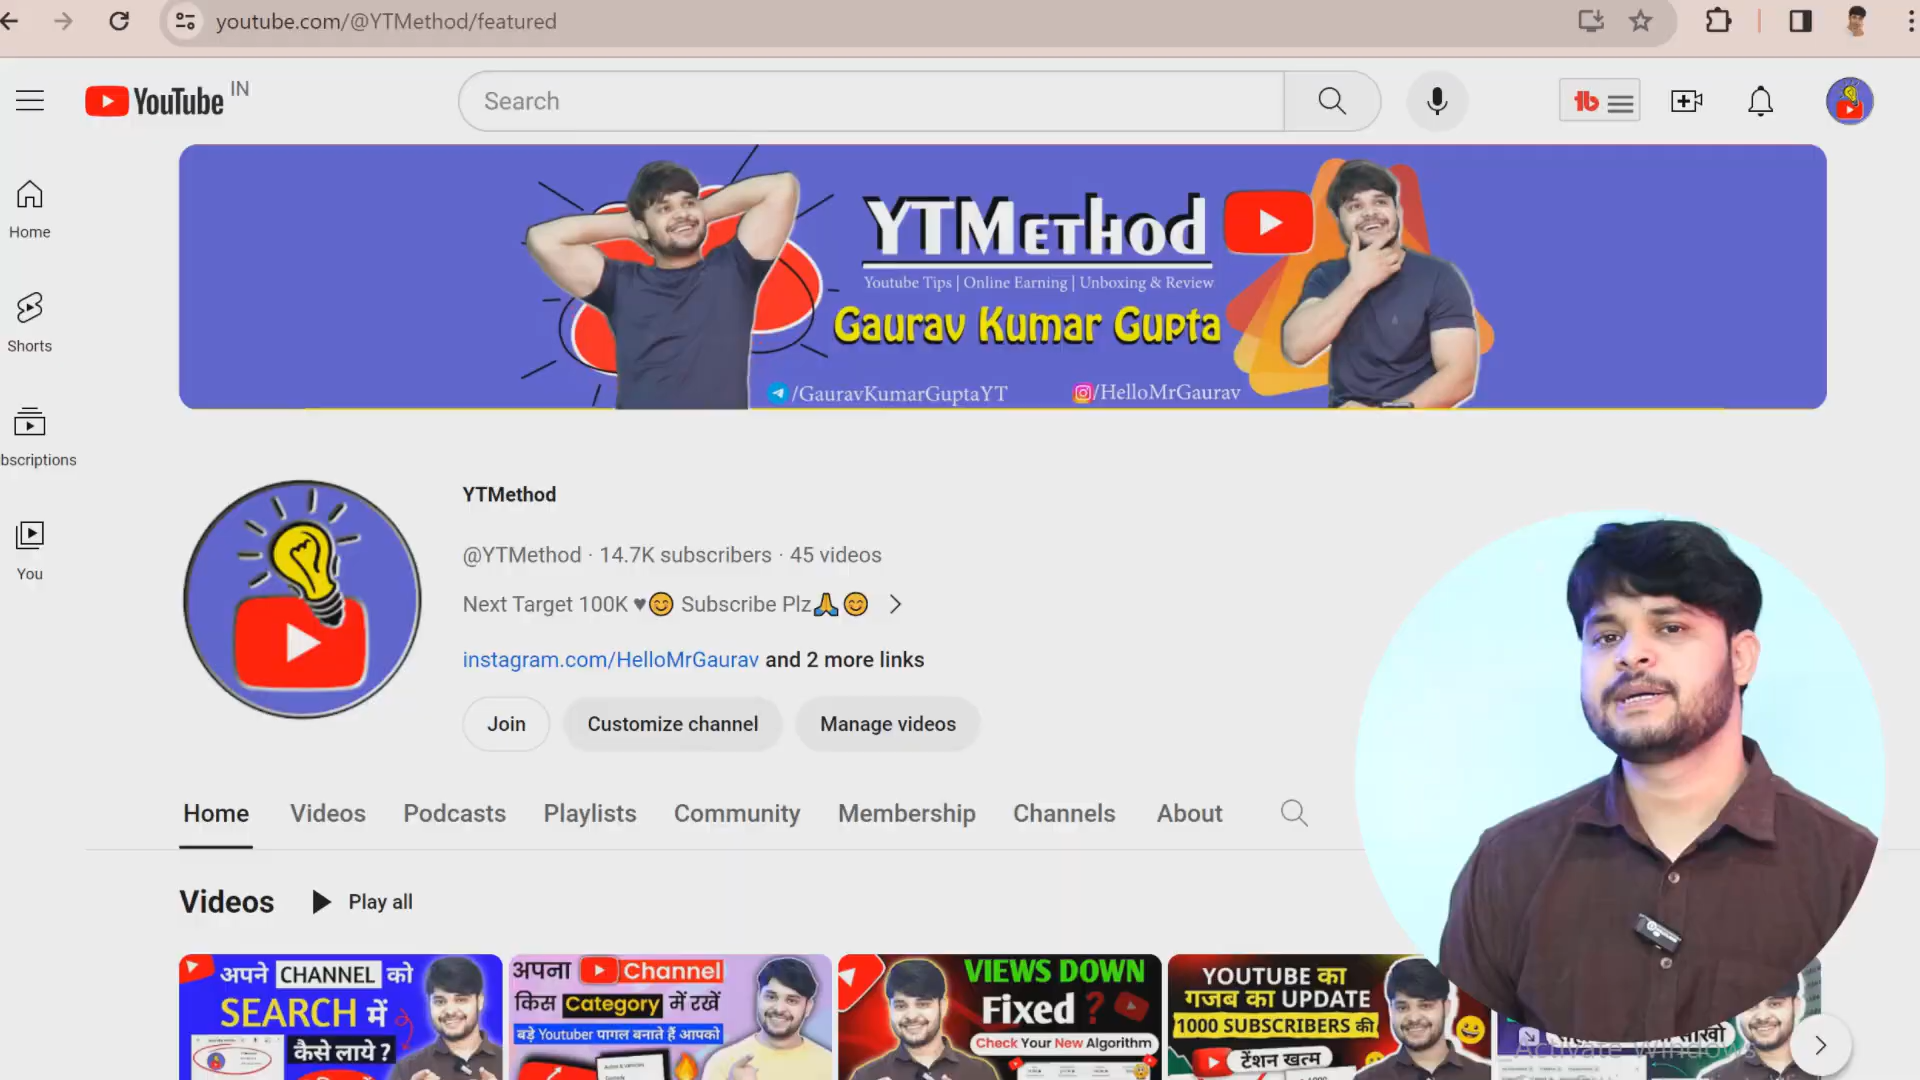 youtube.com/@YTMethod/featured
YouTube IN
Search
Home
Shorts
bscriptions
You
YTMethod
Youtube Tips | Online Earning | Unboxing & Review
Gaurav Kumar Gupta
/GauravKumarGuptaYT
/HelloMrGaurav
YTMethod
@YTMethod · 14.7K subscribers · 45 videos
Next Target 100K ♥😊 Subscribe Plz🙏😊
instagram.com/HelloMrGaurav and 2 more links
Join
Customize channel
Manage videos
Home
Videos
Podcasts
Playlists
Community
Membership
Channels
About
Videos
Play all
अपने CHANNEL को
SEARCH में
कैसे लाये ?
अपना Channel
किस Category में रखें
बड़े Youtuber पागल बनाते हैं आपको
VIEWS DOWN
Fixed ?
Check Your New Algorithm
YOUTUBE का
गजब का UPDATE
1000 SUBSCRIBERS की
टेंशन खत्म
Activate Windows